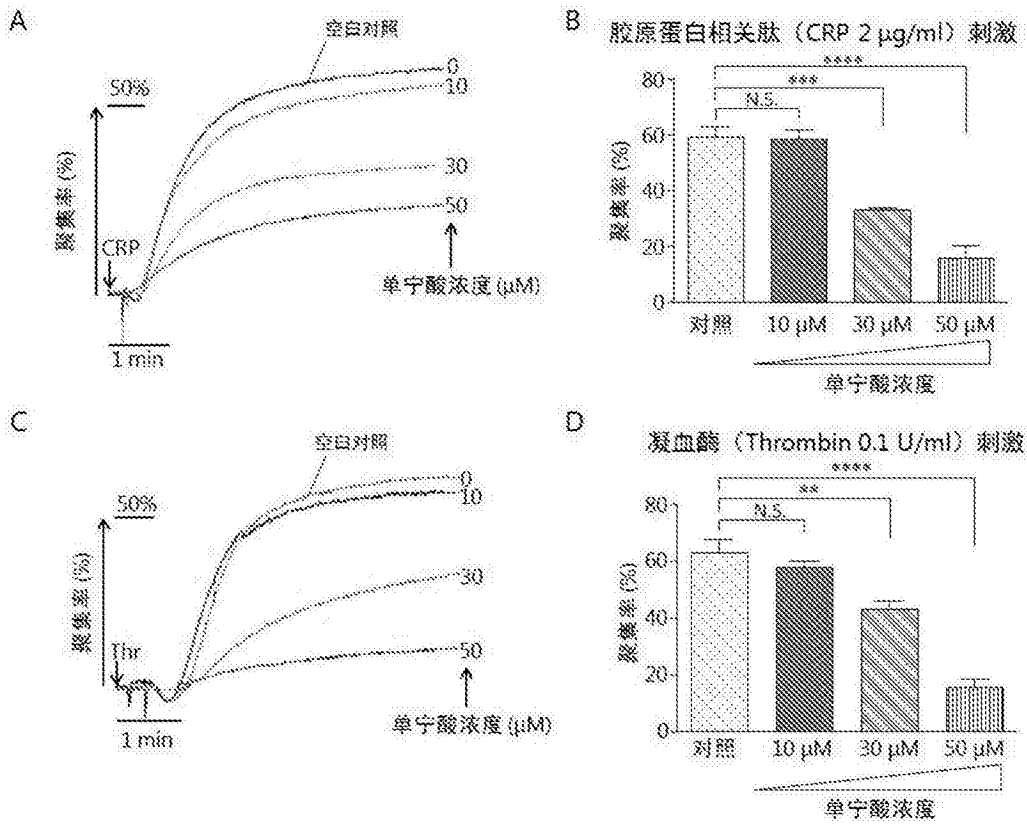 A
空白对照
0
10
50%
聚集率 (%)
30
50
CRP
单宁酸浓度 (μM)
1 min
B
胶原蛋白相关肽（CRP 2 μg/ml）刺激
****
***
N.S.
80
60
40
20
0
聚集率 (%)
对照 10 μM 30 μM 50 μM
单宁酸浓度
C
空白对照
0
10
50%
聚集率 (%)
30
50
Thr
单宁酸浓度 (μM)
1 min
D
凝血酶（Thrombin 0.1 U/ml）刺激
****
**
N.S.
80
60
40
20
0
聚集率 (%)
对照 10 μM 30 μM 50 μM
单宁酸浓度